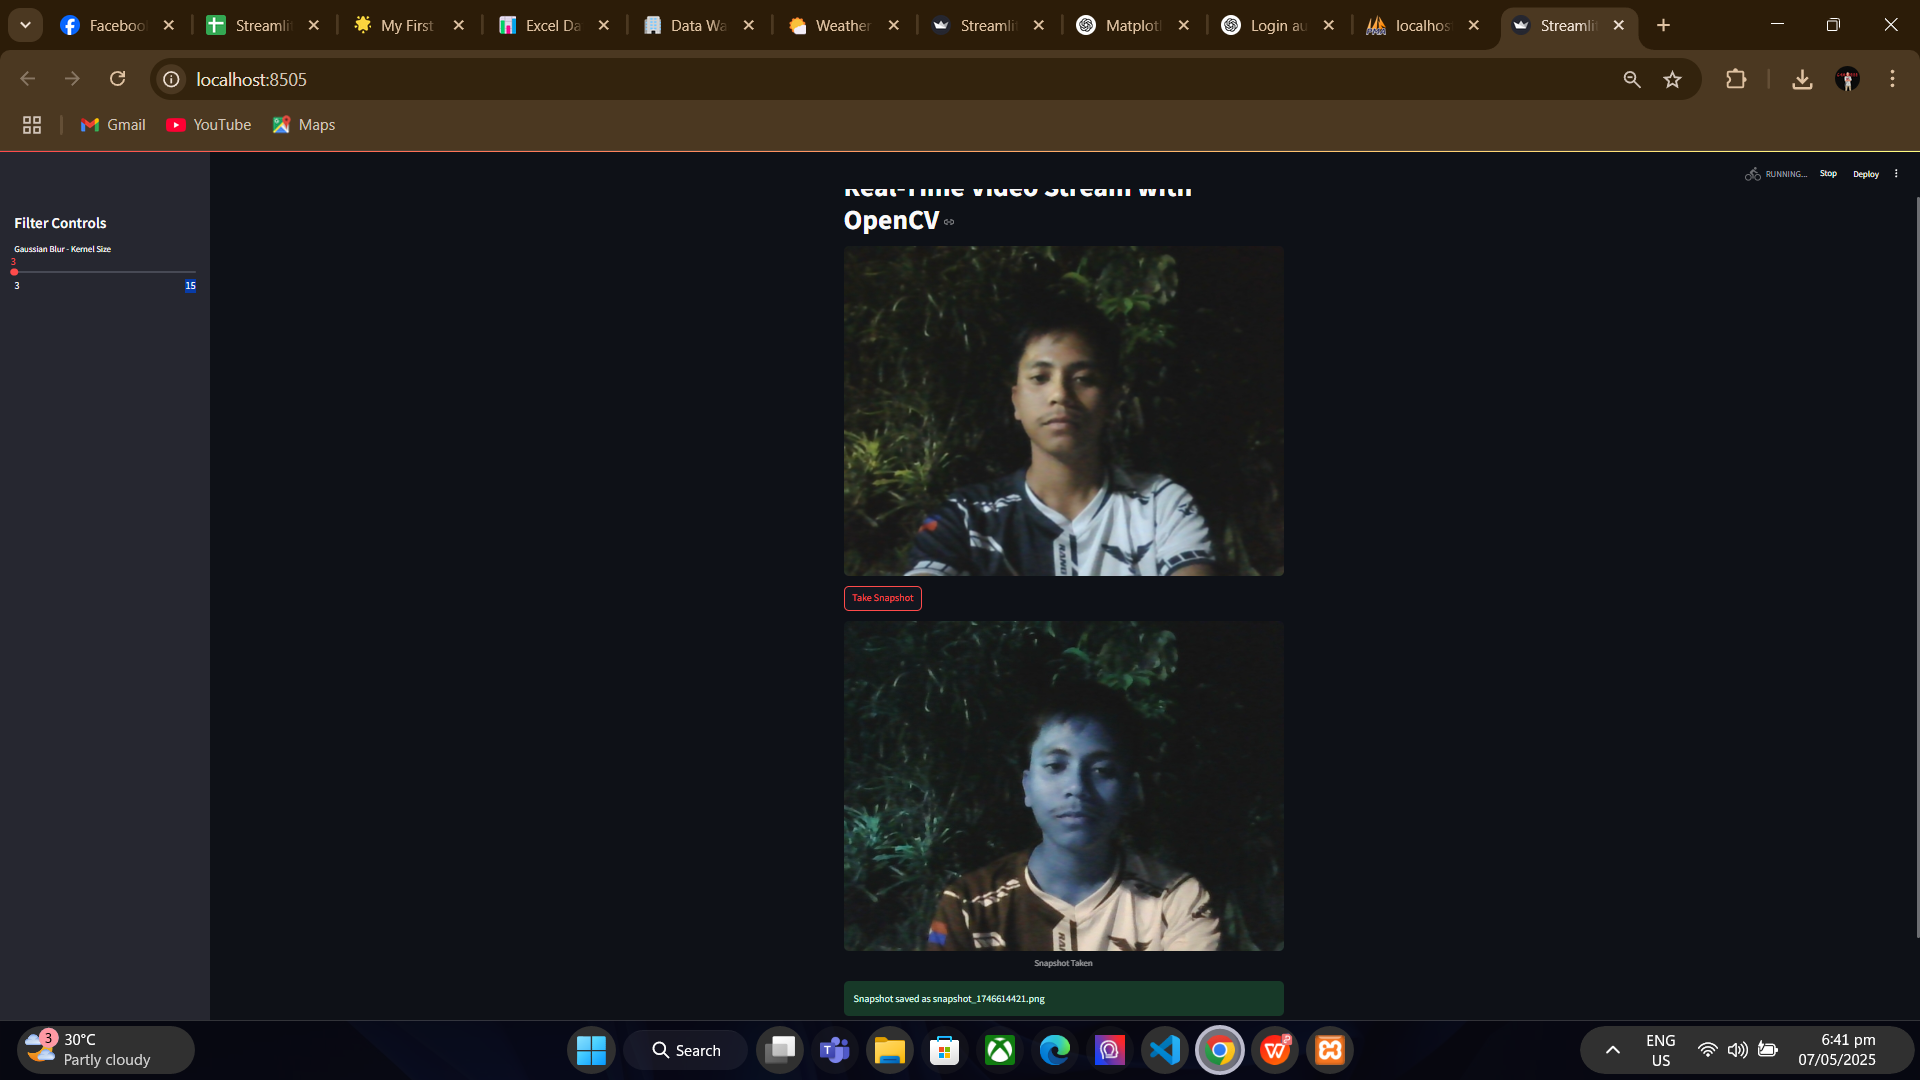 Faceboo
Streamli
My First
Excel Da
Data Wa
Weather
Streamli
Matplotl
Login au
localhos
Streamli
localhost:8505
Gmail
YouTube
Maps
RUNNING...
Stop
Deploy
Filter Controls
Gaussian Blur - Kernel Size
3
3
15
Real-Time Video Stream with
OpenCV
Take Snapshot
Snapshot Taken
Snapshot saved as snapshot_1746614421.png
3
30°C
Partly cloudy
Search
ENG
US
6:41 pm
07/05/2025